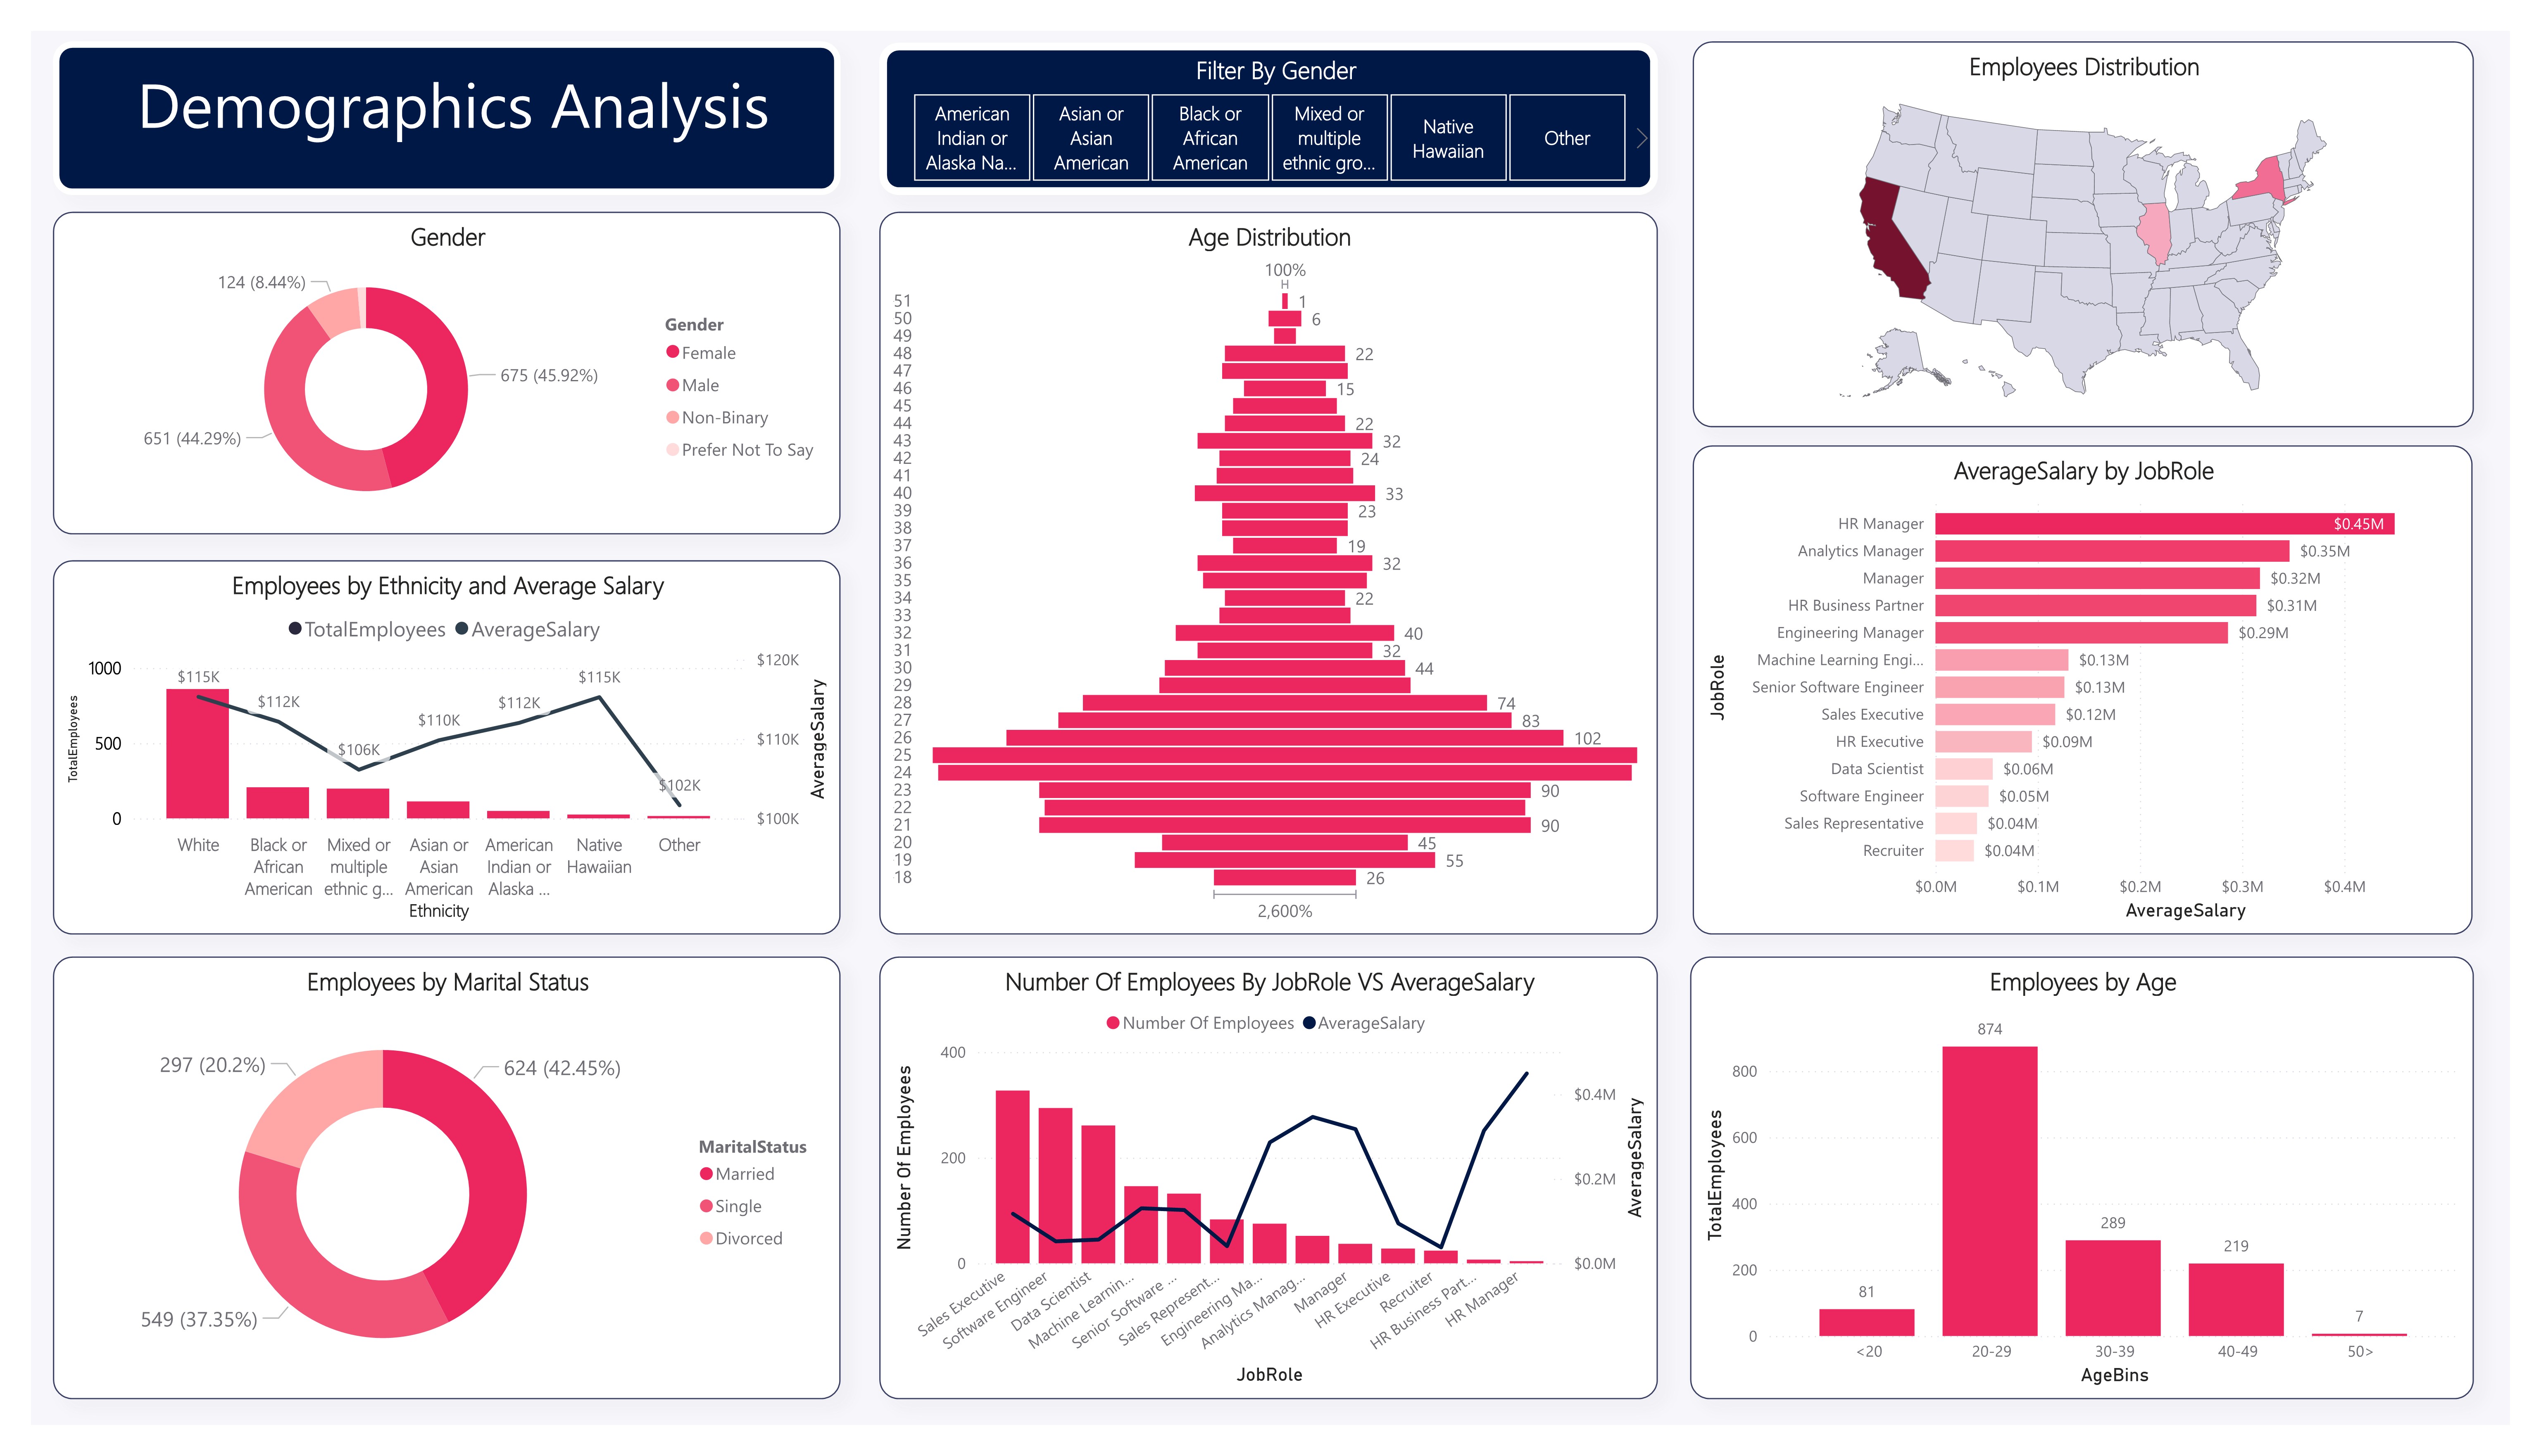 Demographics Analysis
Filter By Gender
American
Indian or
Alaska Na...
Asian or
Asian
American
Black or
African
American
Mixed or
multiple
ethnic gro...
Native
Hawaiian
Other
Employees Distribution
Gender
124 (8.44%)
675 (45.92%)
651 (44.29%)
Gender
Female
Male
Non-Binary
Prefer Not To Say
Age Distribution
100%
51 1
50 6
49
48 22
47
46 15
45
44 22
43 32
42 24
41
40 33
39 23
38
37 19
36 32
35
34 22
33
32 40
31 32
30 44
29
28 74
27 83
26 102
25
24
23 90
22
21 90
20 45
19 55
18 26
2,600%
AverageSalary by JobRole
JobRole
HR Manager $0.45M
Analytics Manager $0.35M
Manager $0.32M
HR Business Partner $0.31M
Engineering Manager $0.29M
Machine Learning Engi... $0.13M
Senior Software Engineer $0.13M
Sales Executive $0.12M
HR Executive $0.09M
Data Scientist $0.06M
Software Engineer $0.05M
Sales Representative $0.04M
Recruiter $0.04M
$0.0M $0.1M $0.2M $0.3M $0.4M
AverageSalary
Employees by Ethnicity and Average Salary
TotalEmployees AverageSalary
TotalEmployees
1000
500
0
$115K
$112K
$106K
$110K
$112K
$115K
$102K
$120K
$110K
$100K
AverageSalary
White
Black or
African
American
Mixed or
multiple
ethnic g...
Asian or
Asian
American
American
Indian or
Alaska ...
Native
Hawaiian
Other
Ethnicity
Employees by Marital Status
297 (20.2%)
624 (42.45%)
549 (37.35%)
MaritalStatus
Married
Single
Divorced
Number Of Employees By JobRole VS AverageSalary
Number Of Employees AverageSalary
Number Of Employees
400
200
0
$0.4M
$0.2M
$0.0M
AverageSalary
Sales Executive
Software Engineer
Data Scientist
Machine Learnin...
Senior Software ...
Sales Represent...
Engineering Ma...
Analytics Manag...
Manager
HR Executive
Recruiter
HR Business Part...
HR Manager
JobRole
Employees by Age
TotalEmployees
800
600
400
200
0
81
874
289
219
7
<20 20-29 30-39 40-49 50>
AgeBins